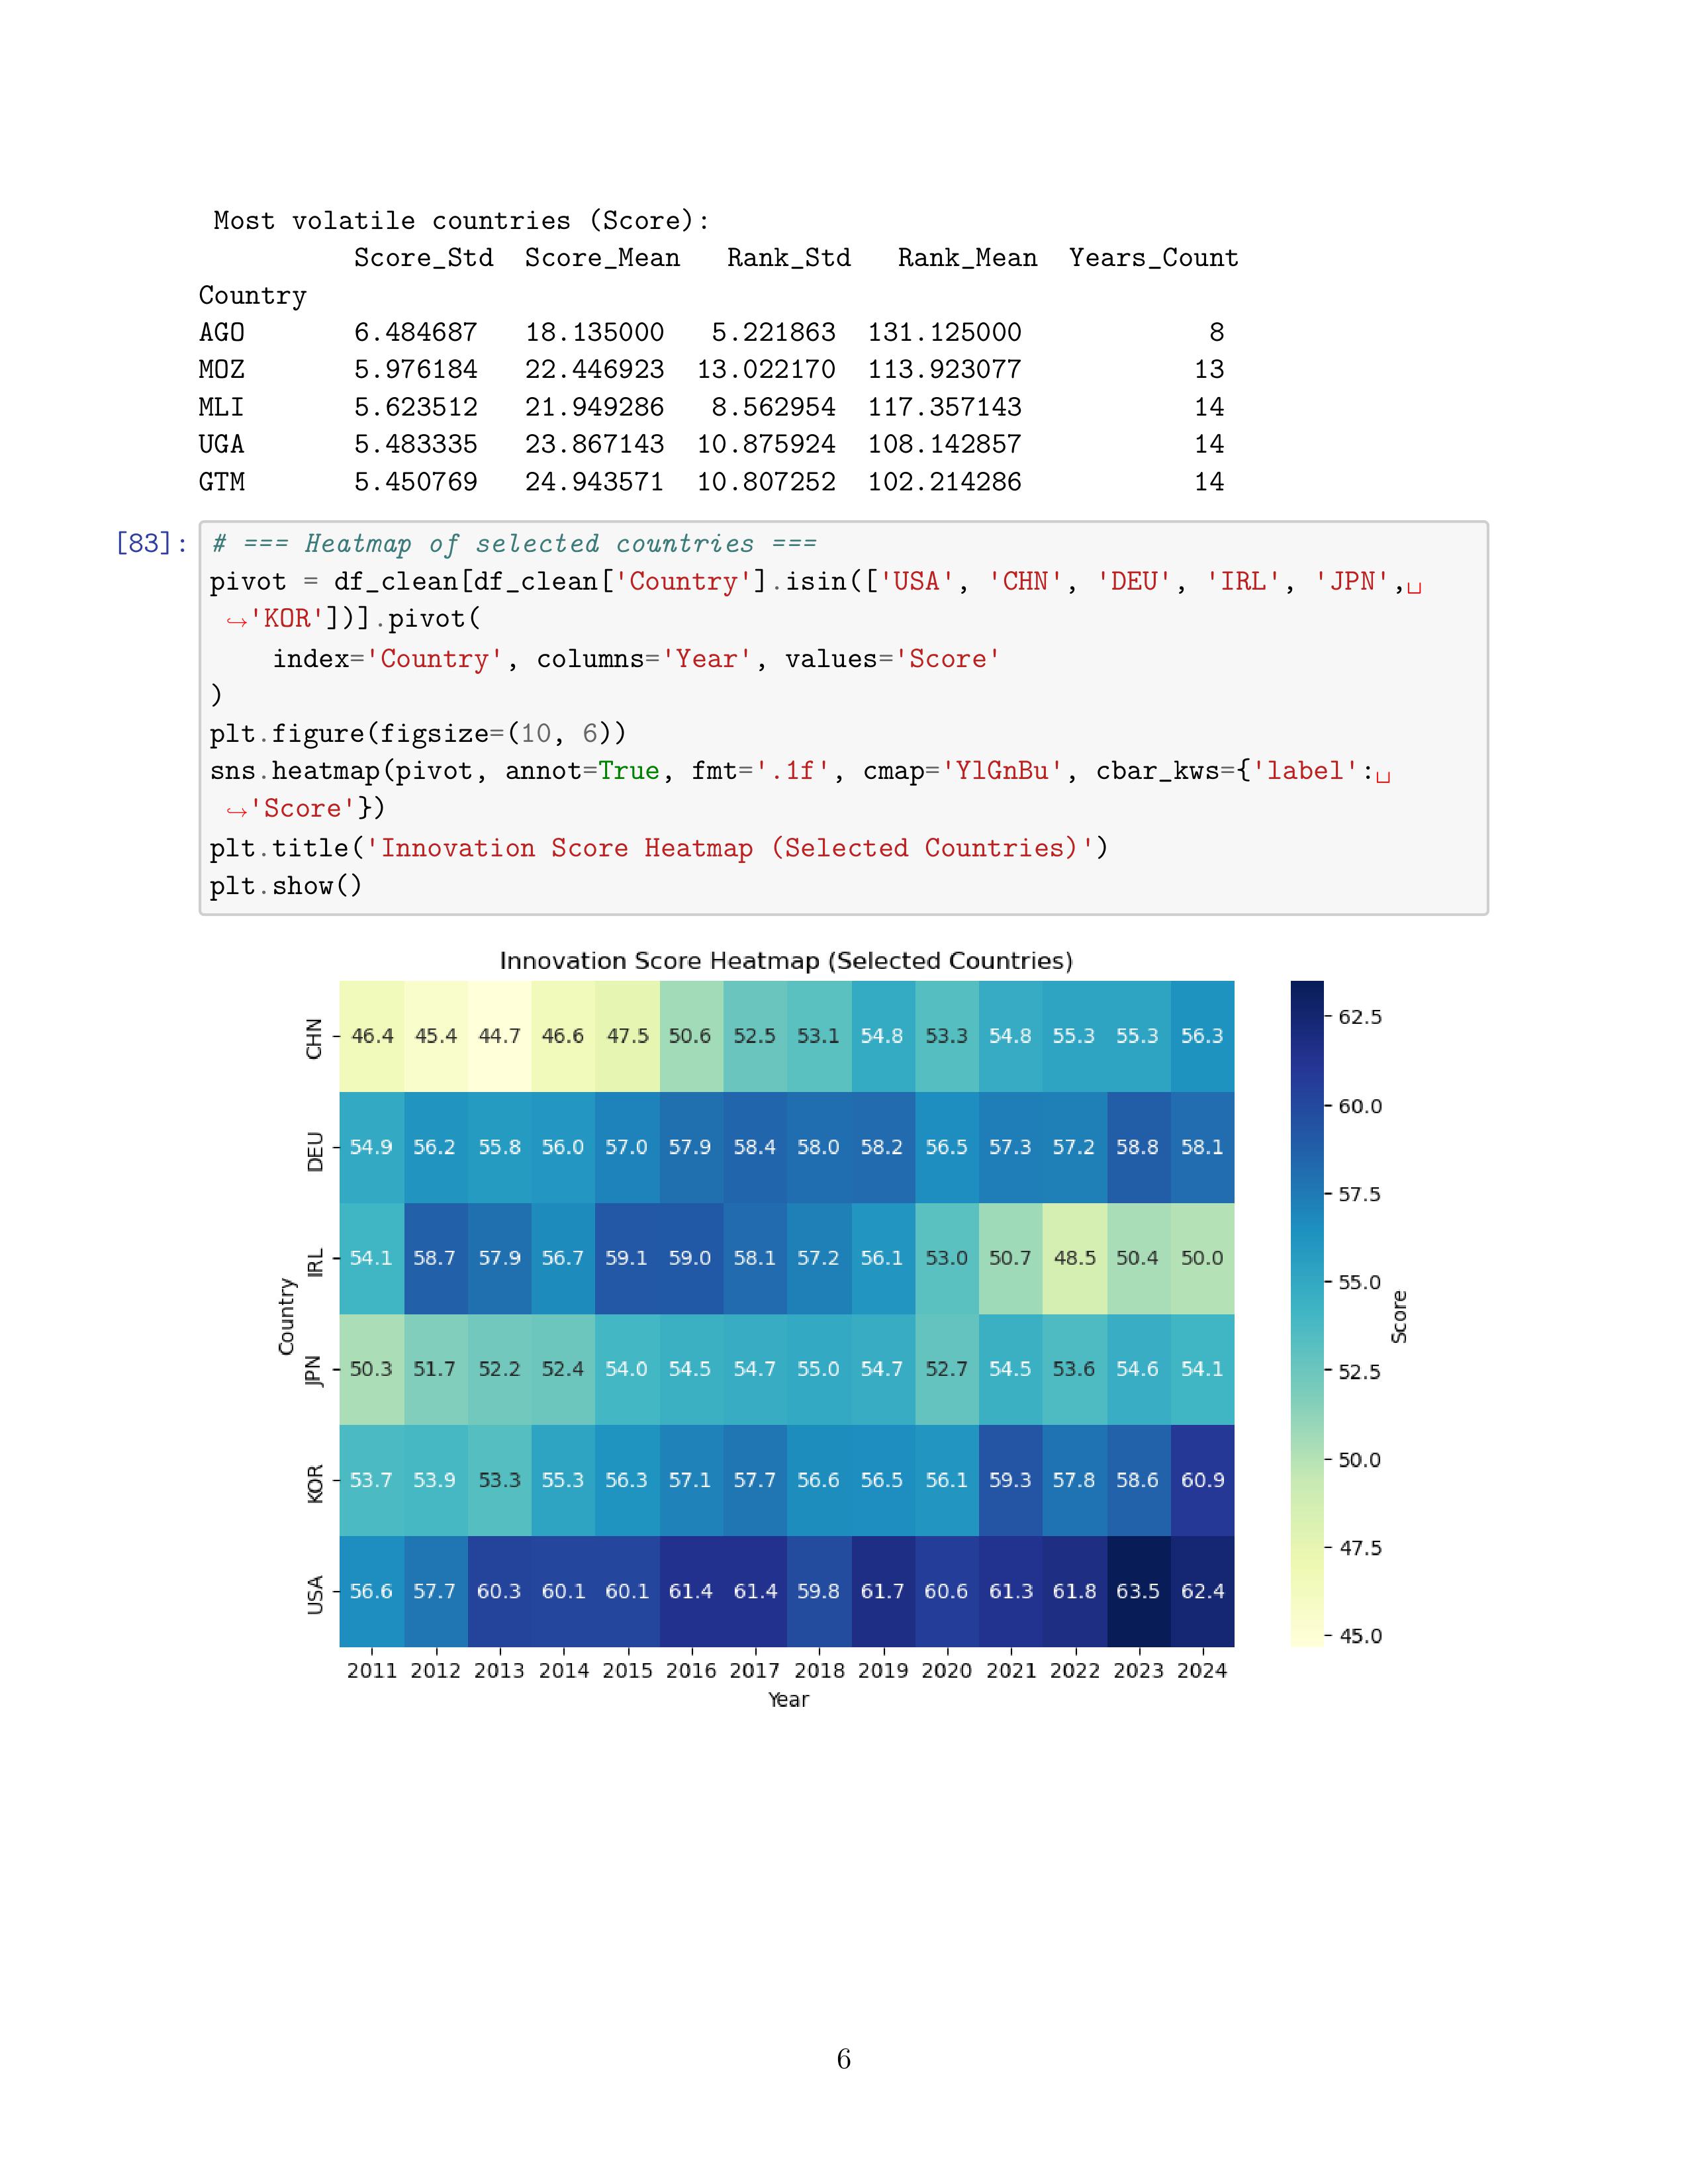 Most volatile countries (Score):
Score_Std Score_Mean Rank_Std Rank_Mean Years_Count
Country
AGO 6.484687 18.135000 5.221863 131.125000 8
MOZ 5.976184 22.446923 13.022170 113.923077 13
MLI 5.623512 21.949286 8.562954 117.357143 14
UGA 5.483335 23.867143 10.875924 108.142857 14
GTM 5.450769 24.943571 10.807252 102.214286 14
[83]: # === Heatmap of selected countries ===
pivot = df_clean[df_clean['Country'].isin(['USA', 'CHN', 'DEU', 'IRL', 'JPN',␣
↪'KOR'])].pivot(
index='Country', columns='Year', values='Score'
)
plt.figure(figsize=(10, 6))
sns.heatmap(pivot, annot=True, fmt='.1f', cmap='YlGnBu', cbar_kws={'label':␣
↪'Score'})
plt.title('Innovation Score Heatmap (Selected Countries)')
plt.show()
Innovation Score Heatmap (Selected Countries)
CHN 46.4 45.4 44.7 46.6 47.5 50.6 52.5 53.1 54.8 53.3 54.8 55.3 55.3 56.3
DEU 54.9 56.2 55.8 56.0 57.0 57.9 58.4 58.0 58.2 56.5 57.3 57.2 58.8 58.1
IRL 54.1 58.7 57.9 56.7 59.1 59.0 58.1 57.2 56.1 53.0 50.7 48.5 50.4 50.0
JPN 50.3 51.7 52.2 52.4 54.0 54.5 54.7 55.0 54.7 52.7 54.5 53.6 54.6 54.1
KOR 53.7 53.9 53.3 55.3 56.3 57.1 57.7 56.6 56.5 56.1 59.3 57.8 58.6 60.9
USA 56.6 57.7 60.3 60.1 60.1 61.4 61.4 59.8 61.7 60.6 61.3 61.8 63.5 62.4
2011 2012 2013 2014 2015 2016 2017 2018 2019 2020 2021 2022 2023 2024
Year
Country
62.5
60.0
57.5
55.0
52.5
50.0
47.5
45.0
Score
6